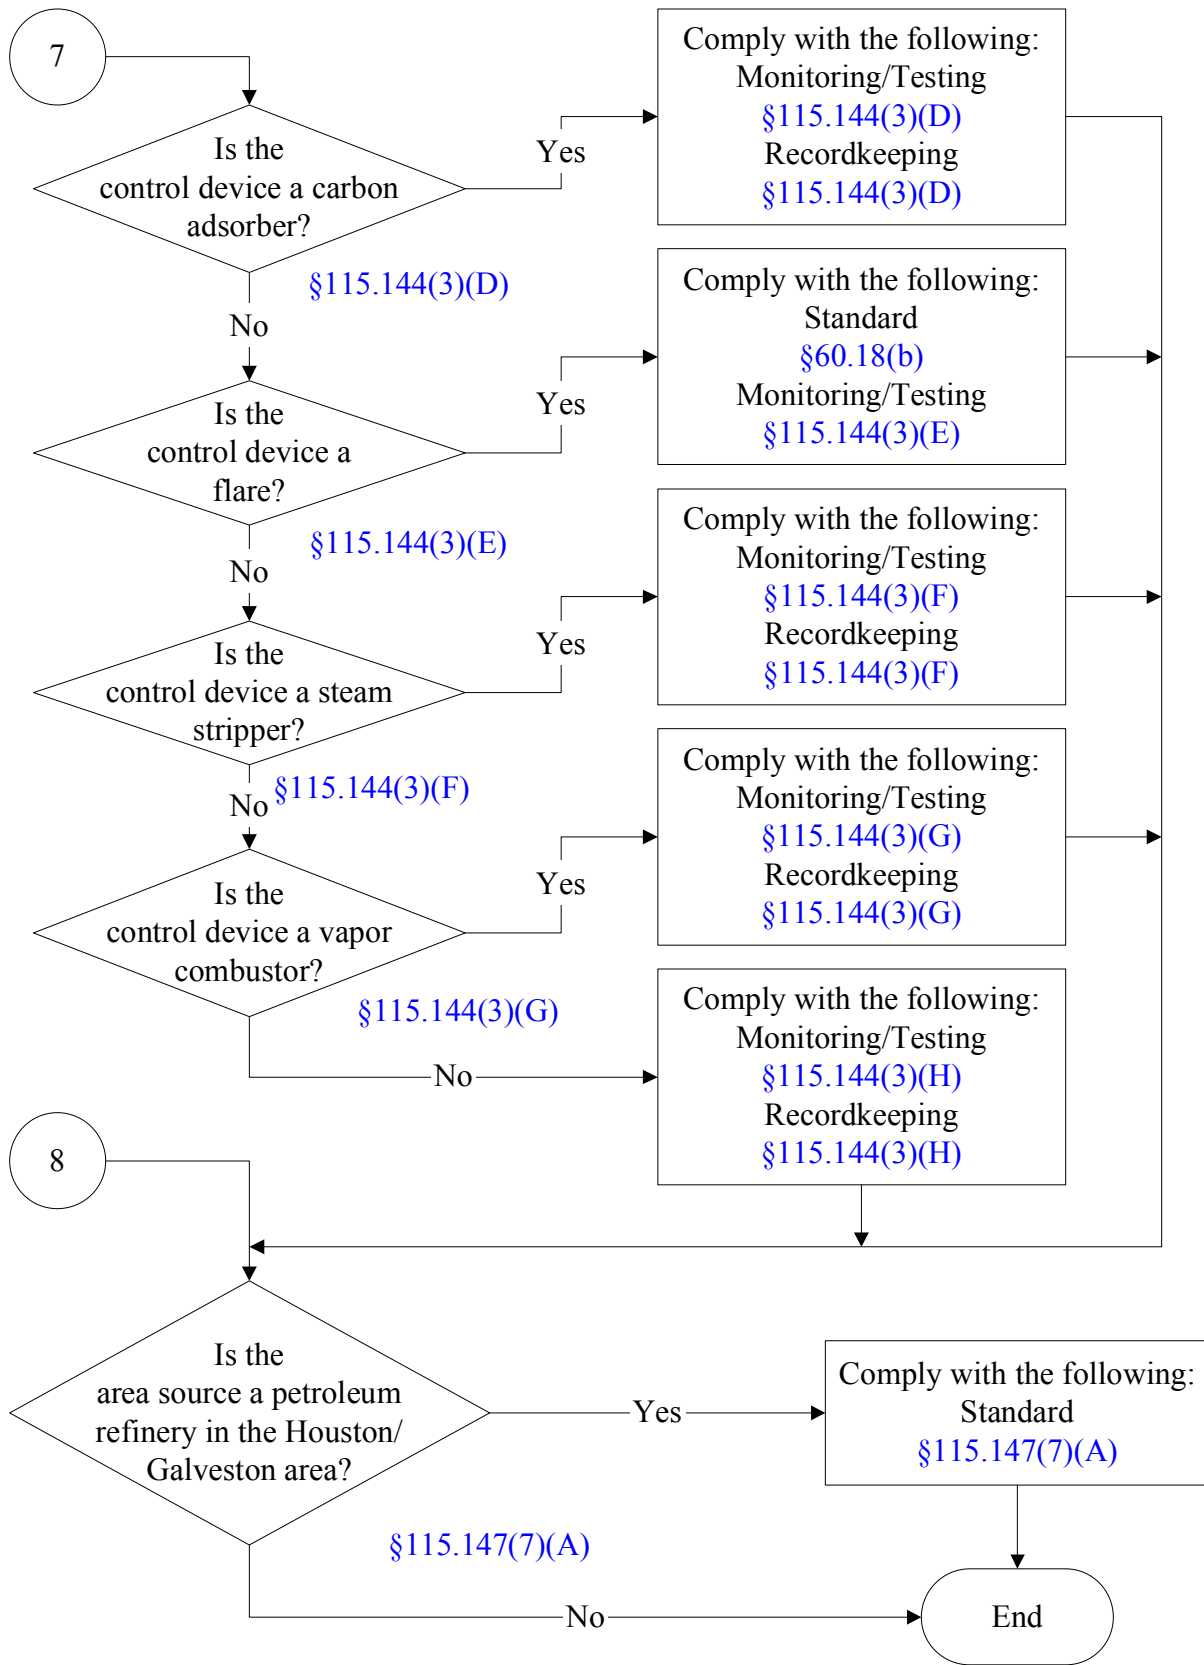 7
Is the
control device a carbon
adsorber?
§115.144(3)(D)
Yes
Comply with the following:
Monitoring/Testing
§115.144(3)(D)
Recordkeeping
§115.144(3)(D)
No
Is the
control device a
flare?
§115.144(3)(E)
Yes
Comply with the following:
Standard
§60.18(b)
Monitoring/Testing
§115.144(3)(E)
No
Is the
control device a steam
stripper?
§115.144(3)(F)
Yes
Comply with the following:
Monitoring/Testing
§115.144(3)(F)
Recordkeeping
§115.144(3)(F)
No
Is the
control device a vapor
combustor?
§115.144(3)(G)
Yes
Comply with the following:
Monitoring/Testing
§115.144(3)(G)
Recordkeeping
§115.144(3)(G)
No
Comply with the following:
Monitoring/Testing
§115.144(3)(H)
Recordkeeping
§115.144(3)(H)
8
Is the
area source a petroleum
refinery in the Houston/
Galveston area?
§115.147(7)(A)
Yes
Comply with the following:
Standard
§115.147(7)(A)
No
End